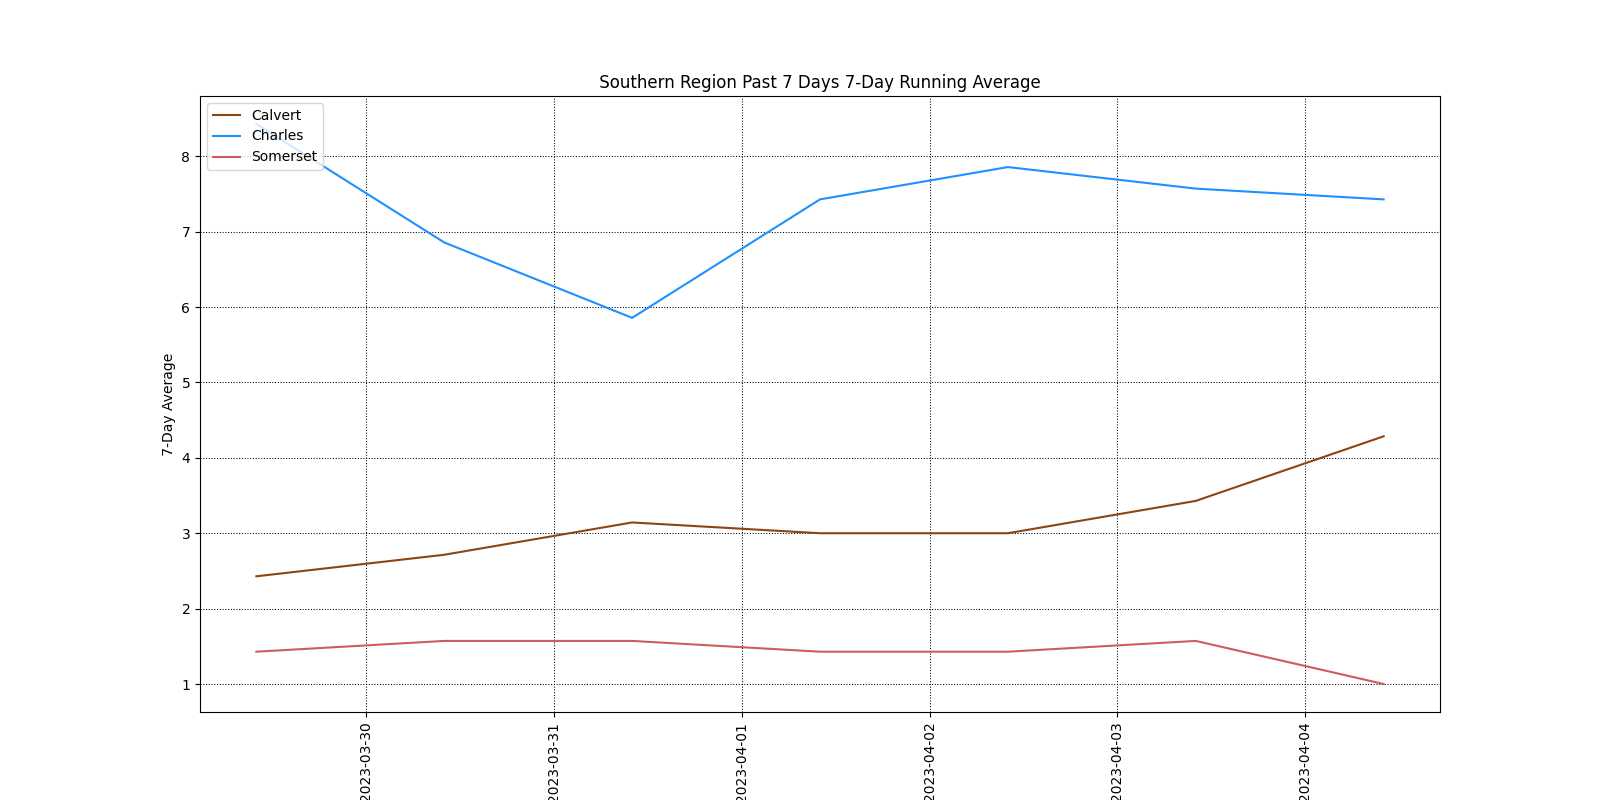 Southern Region Past 7 Days 7-Day Running Average
Calvert
Charles
Somerset
8
7
6
5
4
3
2
1
7-Day Average
2023-03-30
2023-03-31
2023-04-01
2023-04-02
2023-04-03
2023-04-04